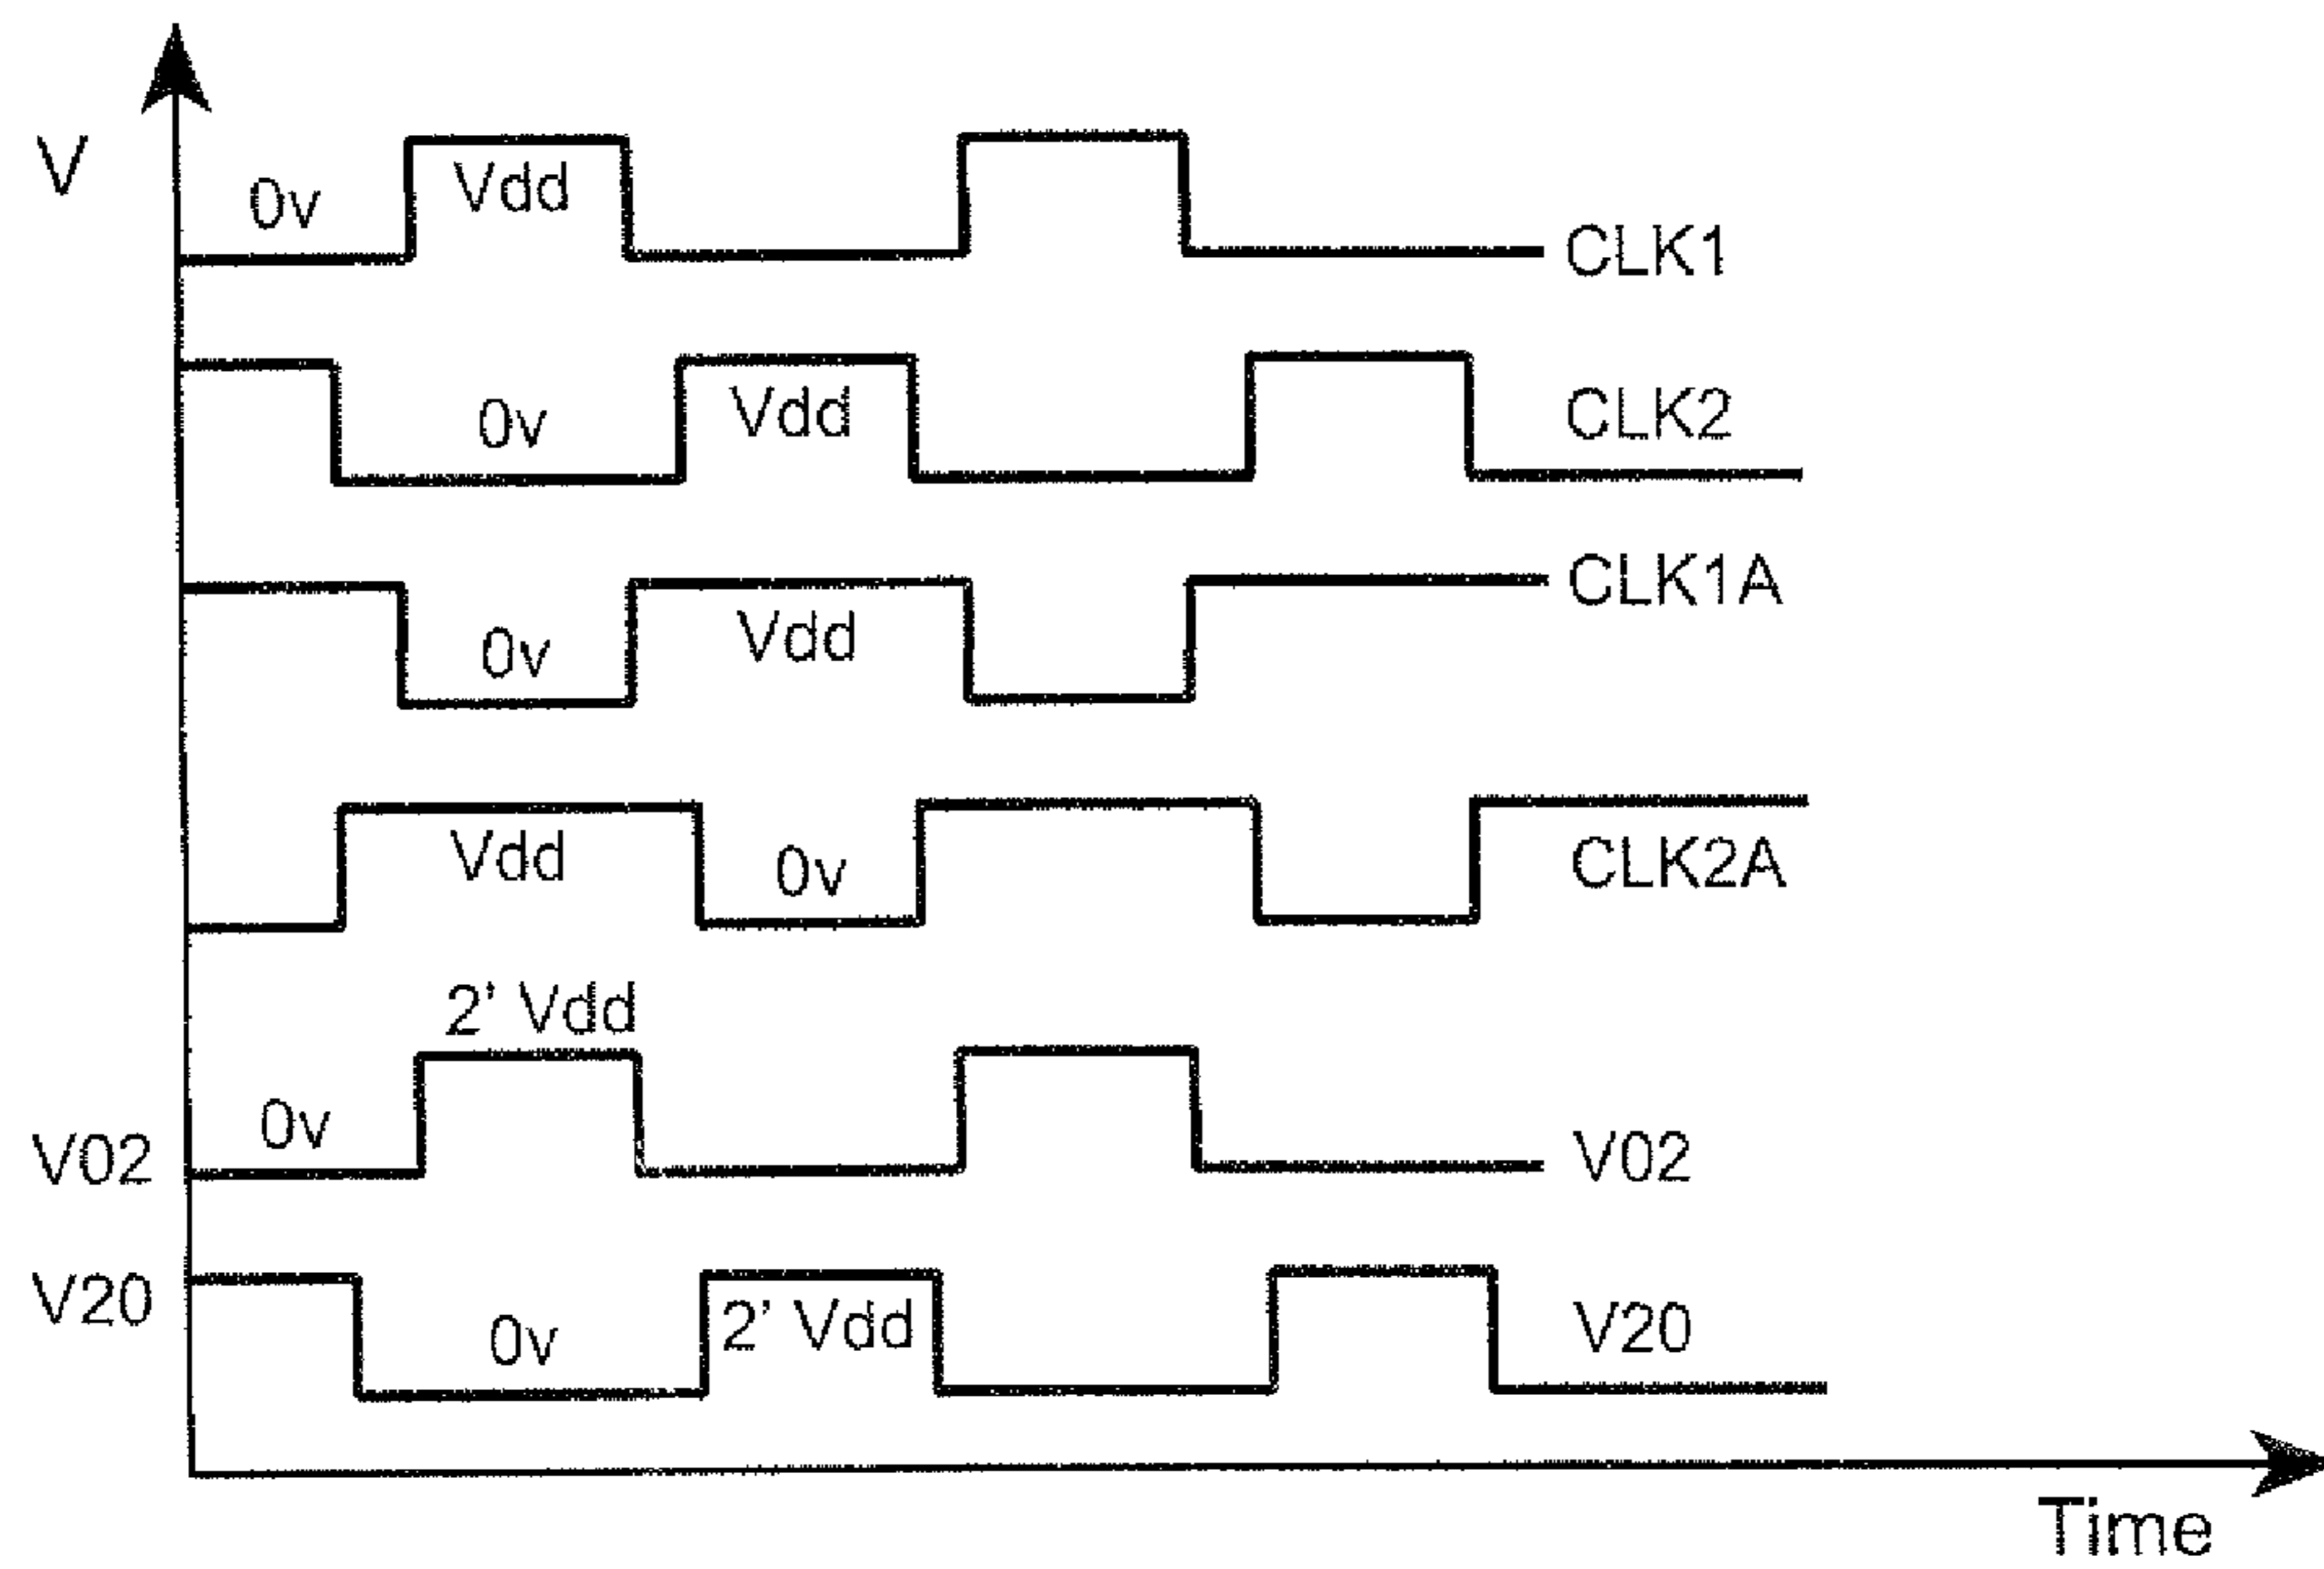 V
0v
Vdd
CLK1
0v
Vdd
CLK2
0v
Vdd
CLK1A
Vdd
0v
CLK2A
2' Vdd
0v
V02
V02
V20
0v
2' Vdd
V20
Time